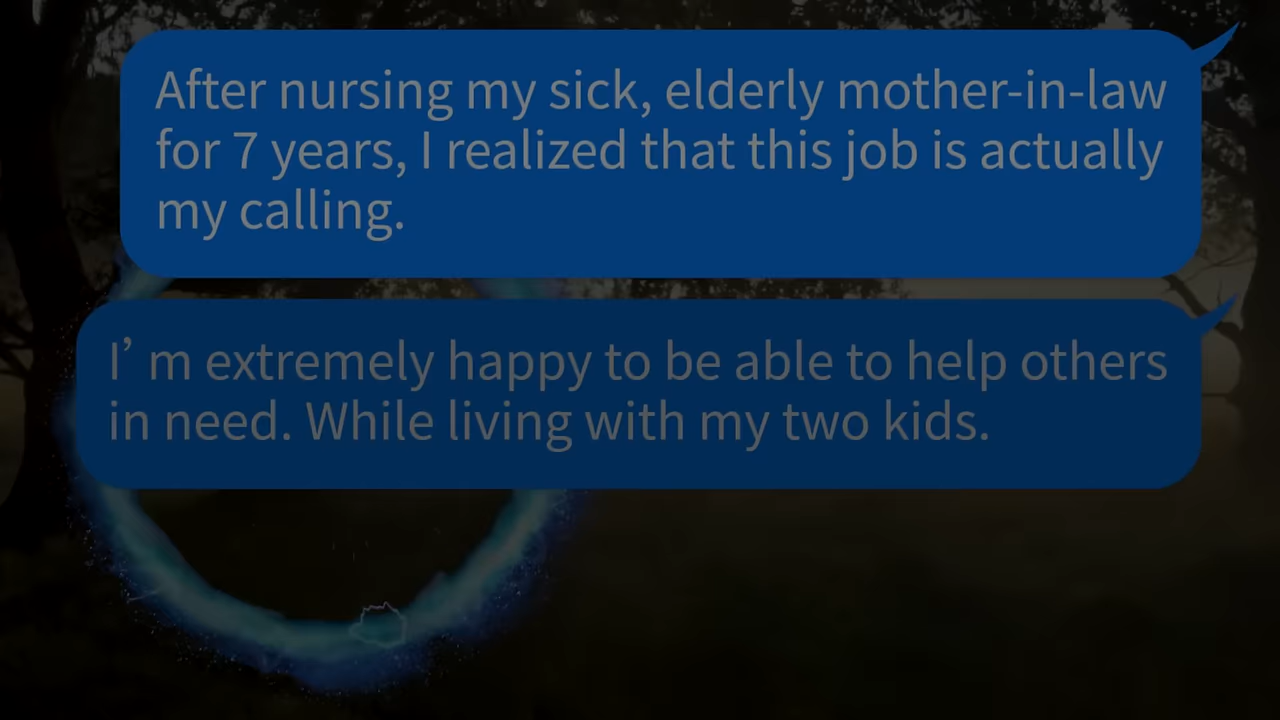 After nursing my sick, elderly mother-in-law
for 7 years, I realized that this job is actually
my calling.
I’ m extremely happy to be able to help others
in need. While living with my two kids.